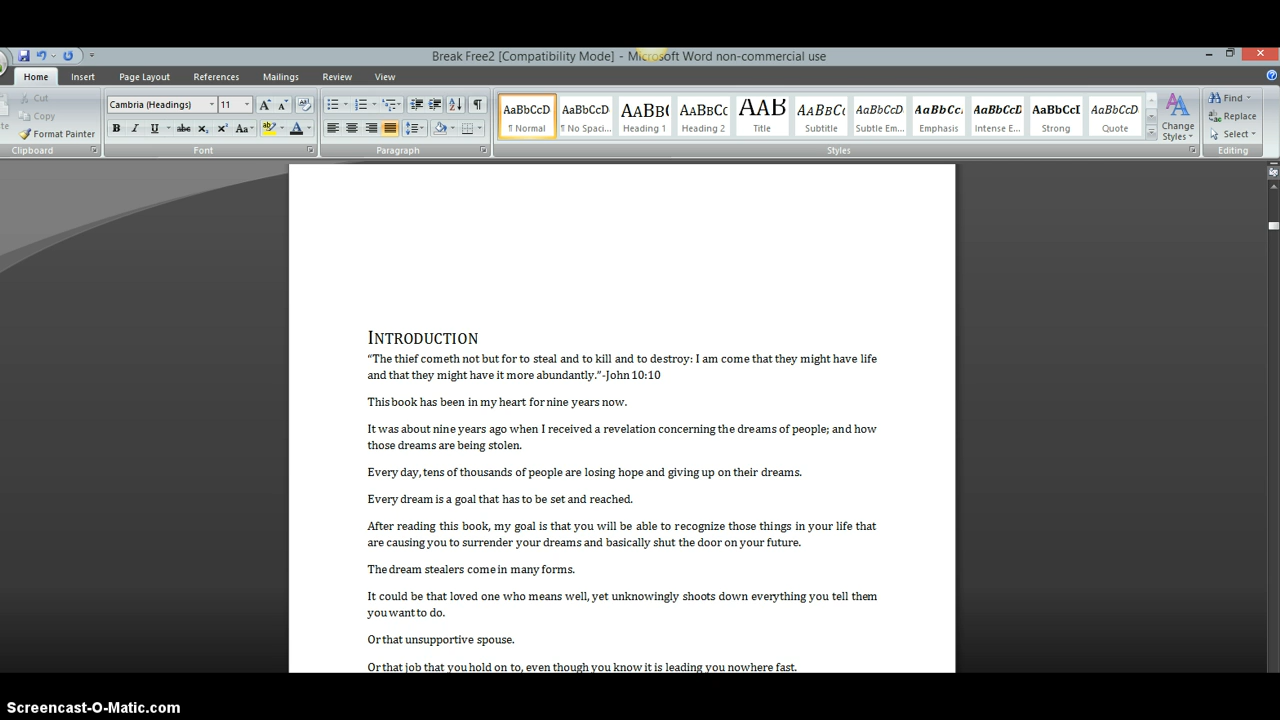 Break Free2 [Compatibility Mode] - Microsoft Word non-commercial use
Home Insert Page Layout References Mailings Review View
Cut
Copy
Format Painter
Clipboard
Cambria (Headings) 11
Font
Paragraph
AaBbCcD AaBbCcD AaBbC AaBbCc AAB AaBbCc AaBbCcD AaBbCc AaBbCcD AaBbCcI AaBbCcD
¶ Normal ¶ No Spaci... Heading 1 Heading 2 Title Subtitle Subtle Em... Emphasis Intense E... Strong Quote
Change Styles
Styles
Find
Replace
Select
Editing
INTRODUCTION
“The thief cometh not but for to steal and to kill and to destroy: I am come that they might have life
and that they might have it more abundantly.”-John 10:10
This book has been in my heart for nine years now.
It was about nine years ago when I received a revelation concerning the dreams of people; and how
those dreams are being stolen.
Every day, tens of thousands of people are losing hope and giving up on their dreams.
Every dream is a goal that has to be set and reached.
After reading this book, my goal is that you will be able to recognize those things in your life that
are causing you to surrender your dreams and basically shut the door on your future.
The dream stealers come in many forms.
It could be that loved one who means well, yet unknowingly shoots down everything you tell them
you want to do.
Or that unsupportive spouse.
Or that job that you hold on to, even though you know it is leading you nowhere fast.
Screencast-O-Matic.com